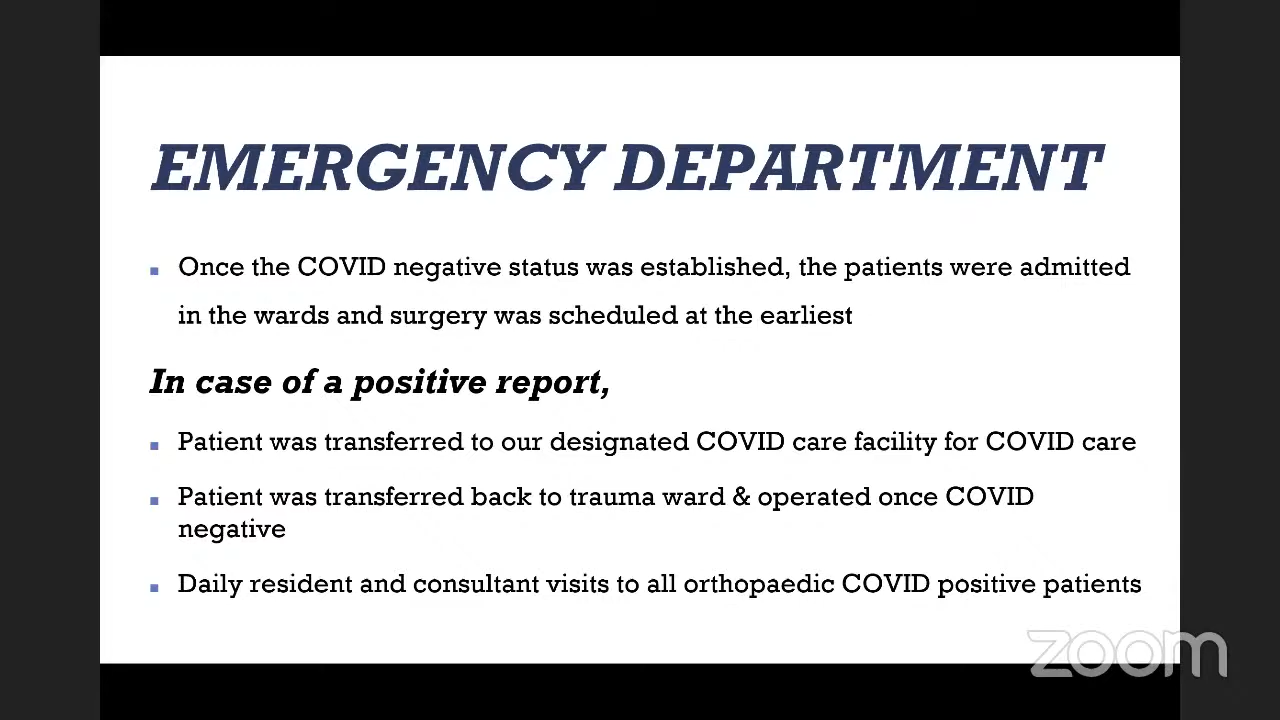 EMERGENCY DEPARTMENT
▪ Once the COVID negative status was established, the patients were admitted
in the wards and surgery was scheduled at the earliest
In case of a positive report,
▪ Patient was transferred to our designated COVID care facility for COVID care
▪ Patient was transferred back to trauma ward & operated once COVID
negative
▪ Daily resident and consultant visits to all orthopaedic COVID positive patients
zoom